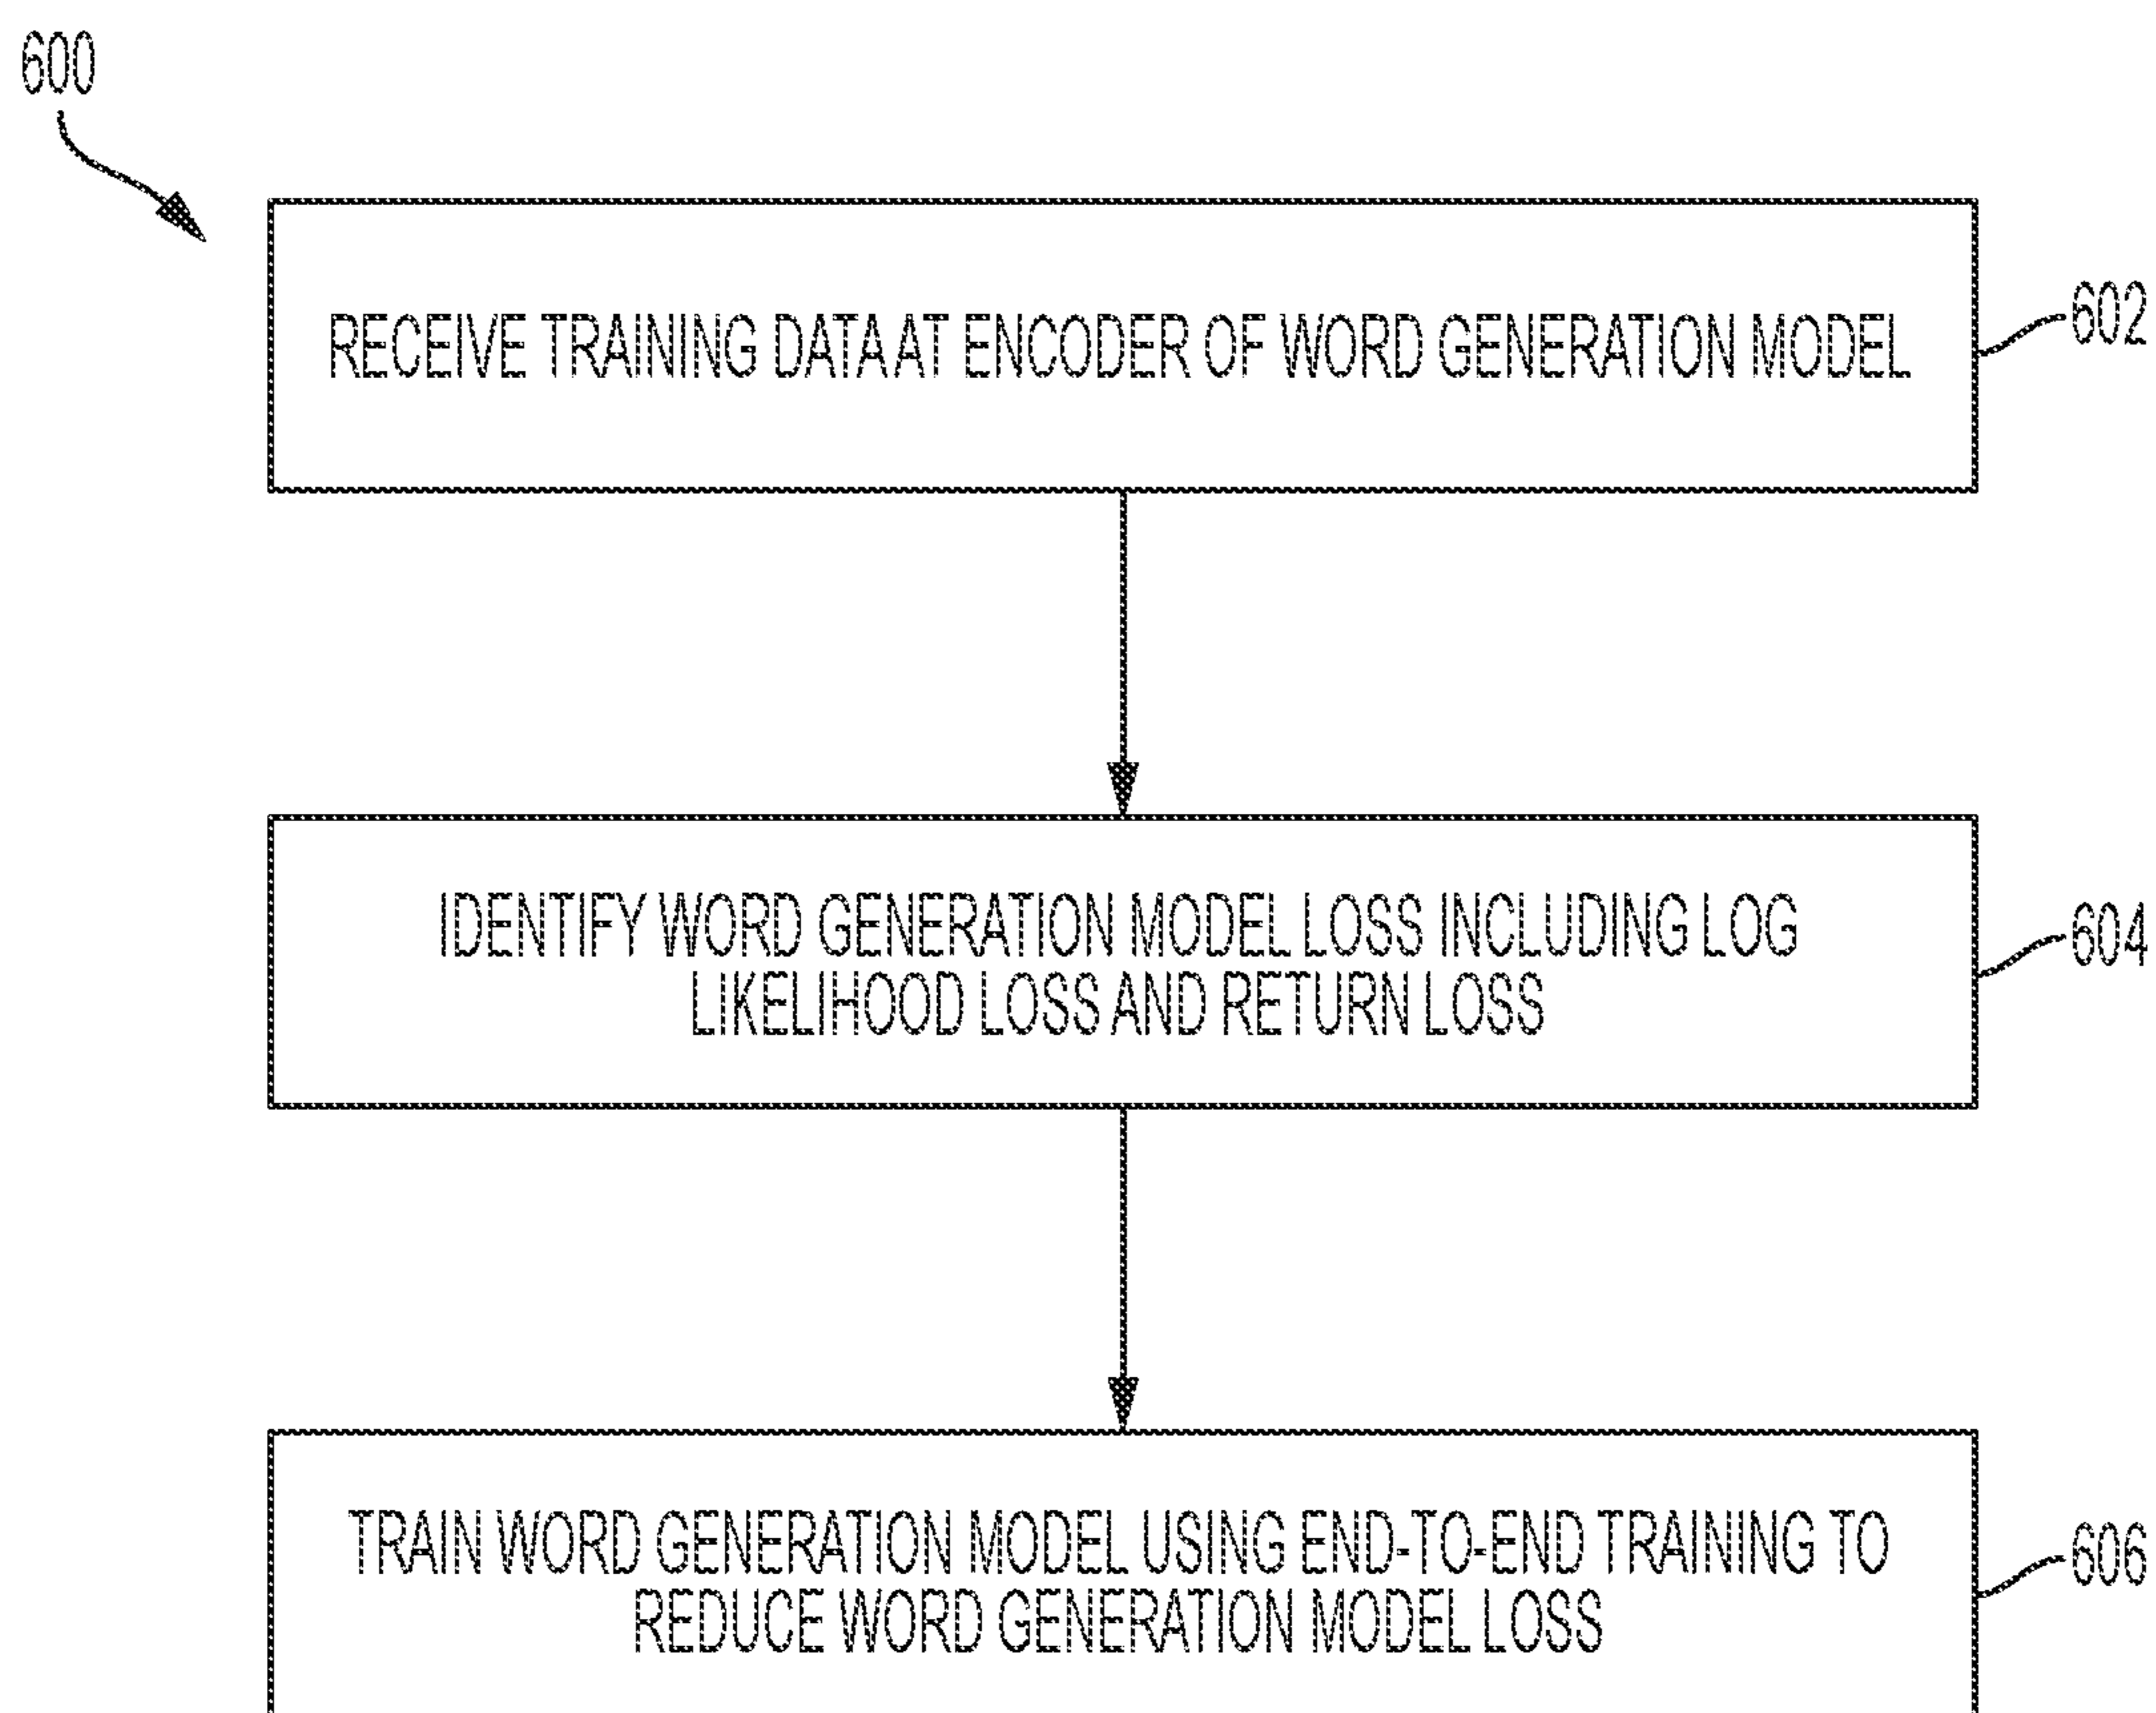 600
RECEIVE TRAINING DATA AT ENCODER OF WORD GENERATION MODEL
602
IDENTIFY WORD GENERATION MODEL LOSS INCLUDING LOG
LIKELIHOOD LOSS AND RETURN LOSS
604
TRAIN WORD GENERATION MODEL USING END-TO-END TRAINING TO
REDUCE WORD GENERATION MODEL LOSS
606